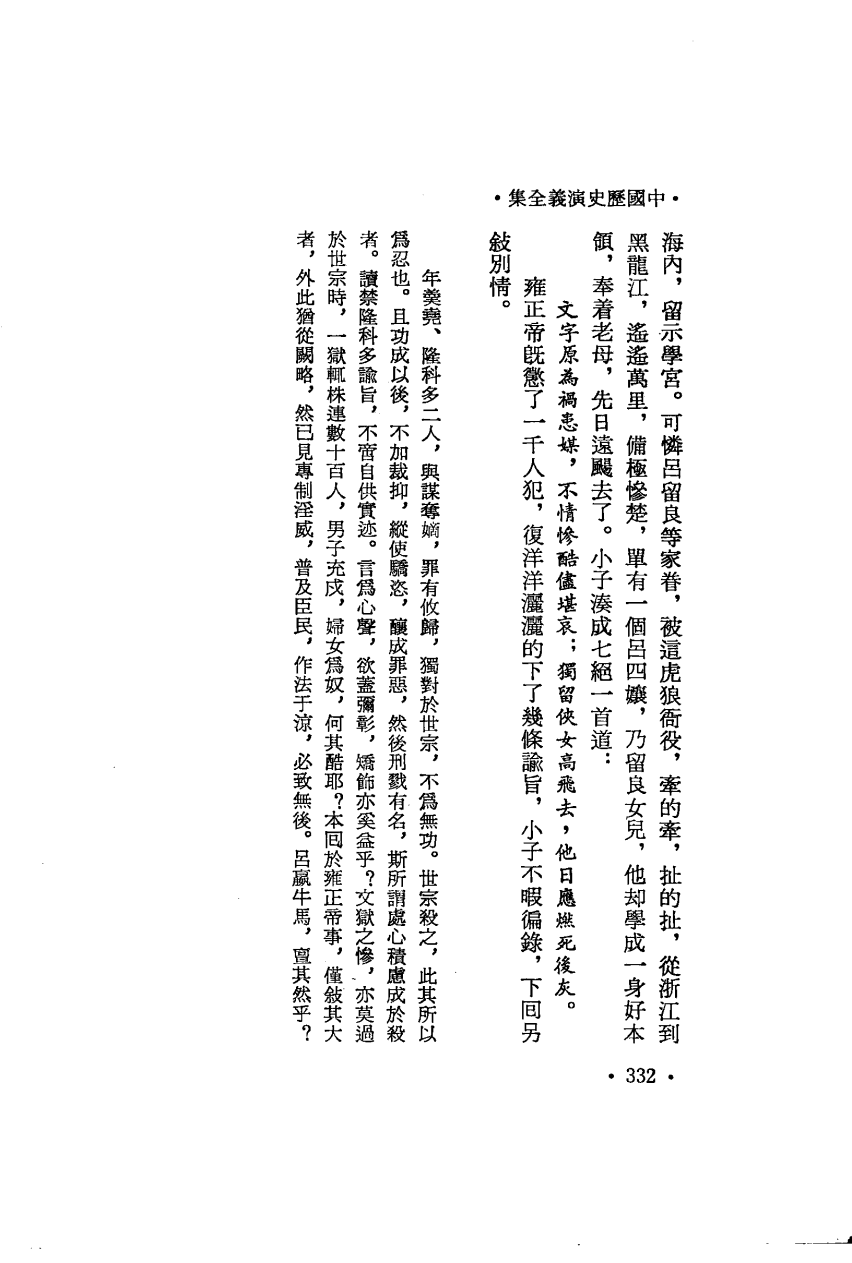 •中國歷史演義全集•
海內，留示學宮。可憐呂留良等家眷，被這虎狼衙役，牽的牽，扯的扯，從浙江到
黑龍江，遙遙萬里，備極慘楚，單有一個呂四孃，乃留良女兒，他却學成一身好本
領，奉着老母，先日遠颺去了。小子湊成七絕一首道：
文字原為禍患媒，不情慘酷儘堪哀；獨留俠女高飛去，他日應燃死後灰。
雍正帝旣懲了一干人犯，復洋洋灑灑的下了幾條諭旨，小子不暇徧錄，下囘另
敍別情。
年羹堯、隆科多二人，與謀奪嫡，罪有攸歸，獨對於世宗，不爲無功。世宗殺之，此其所以
爲忍也。且功成以後，不加裁抑，縱使驕恣，釀成罪惡，然後刑戮有名，斯所謂處心積慮成於殺
者。讀禁隆科多諭旨，不啻自供實迹。言爲心聲，欲蓋彌彰，矯飾亦奚益乎？文獄之慘，亦莫過
於世宗時，一獄輒株連數十百人，男子充戍，婦女爲奴，何其酷耶？本囘於雍正帝事，僅敍其大
者，外此猶從闕略，然已見專制淫威，普及臣民，作法于涼，必致無後。呂嬴牛馬，亶其然乎？
•332•